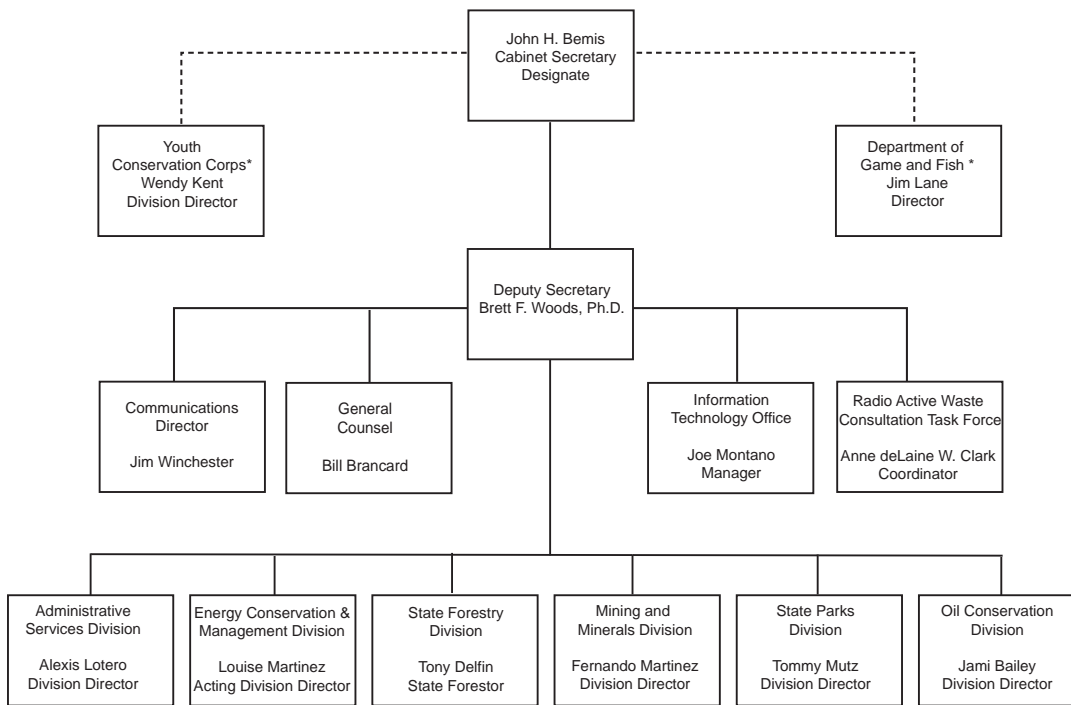 John H. Bemis
Cabinet Secretary
Designate
Youth
Conservation Corps*
Wendy Kent
Division Director
Department of
Game and Fish *
Jim Lane
Director
Deputy Secretary
Brett F. Woods, Ph.D.
Communications
Director
Jim Winchester
General
Counsel
Bill Brancard
Information
Technology Office
Joe Montano
Manager
Radio Active Waste
Consultation Task Force
Anne deLaine W. Clark
Coordinator
Administrative
Services Division
Alexis Lotero
Division Director
Energy Conservation &
Management Division
Louise Martinez
Acting Division Director
State Forestry
Division
Tony Delfin
State Forestor
Mining and
Minerals Division
Fernando Martinez
Division Director
State Parks
Division
Tommy Mutz
Division Director
Oil Conservation
Division
Jami Bailey
Division Director